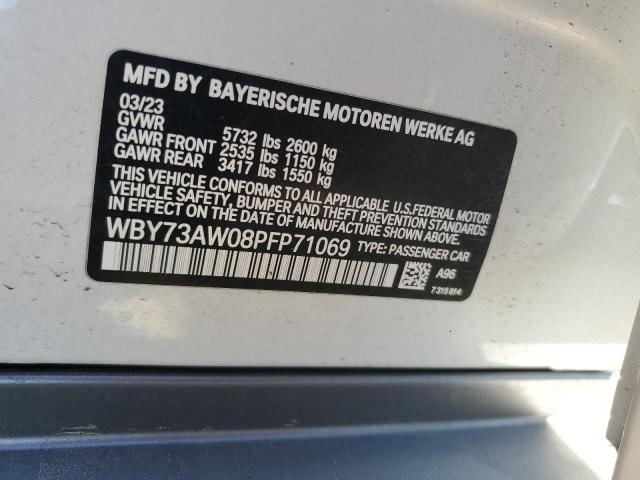 MFD BY BAYERISCHE MOTOREN WERKE AG
03/23
GVWR 5732 lbs 2600 kg
GAWR FRONT 2535 lbs 1150 kg
GAWR REAR 3417 lbs 1550 kg
THIS VEHICLE CONFORMS TO ALL APPLICABLE U.S.FEDERAL MOTOR
VEHICLE SAFETY, BUMPER AND THEFT PREVENTION STANDARDS
IN EFFECT ON THE DATE OF MANUFACTURE SHOWN ABOVE.
WBY73AW08PFP71069 TYPE: PASSENGER CAR
A96
7315814